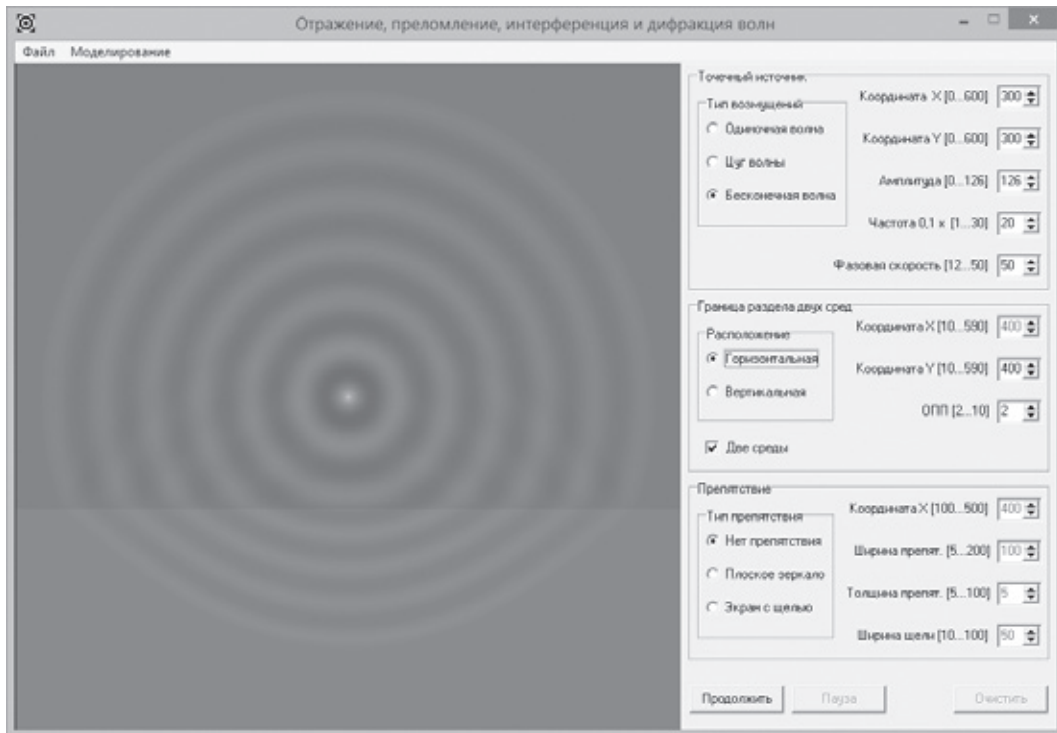 Отражение, преломление, интерференция и дифракция волн
Файл Моделирование
Точечный источник
Тип возмущений
Одиночная волна
Цуг волны
Бесконечная волна
Координата X [0...600] 300
Координата Y [0...600] 300
Амплитуда [0...126] 126
Частота 0,1 x [1...30] 20
Фазовая скорость [12...50] 50
Граница раздела двух сред
Расположение
Горизонтальная
Вертикальная
Две среды
Координата X [10...590] 400
Координата Y [10...590] 400
ОПП [2...10] 2
Препятствие
Тип препятствия
Нет препятствия
Плоское зеркало
Экран с щелью
Координата X [100...500] 400
Ширина препят. [5...200] 100
Толщина препят. [5...100] 5
Ширина щели [10...100] 50
Продолжить Пауза Очистить